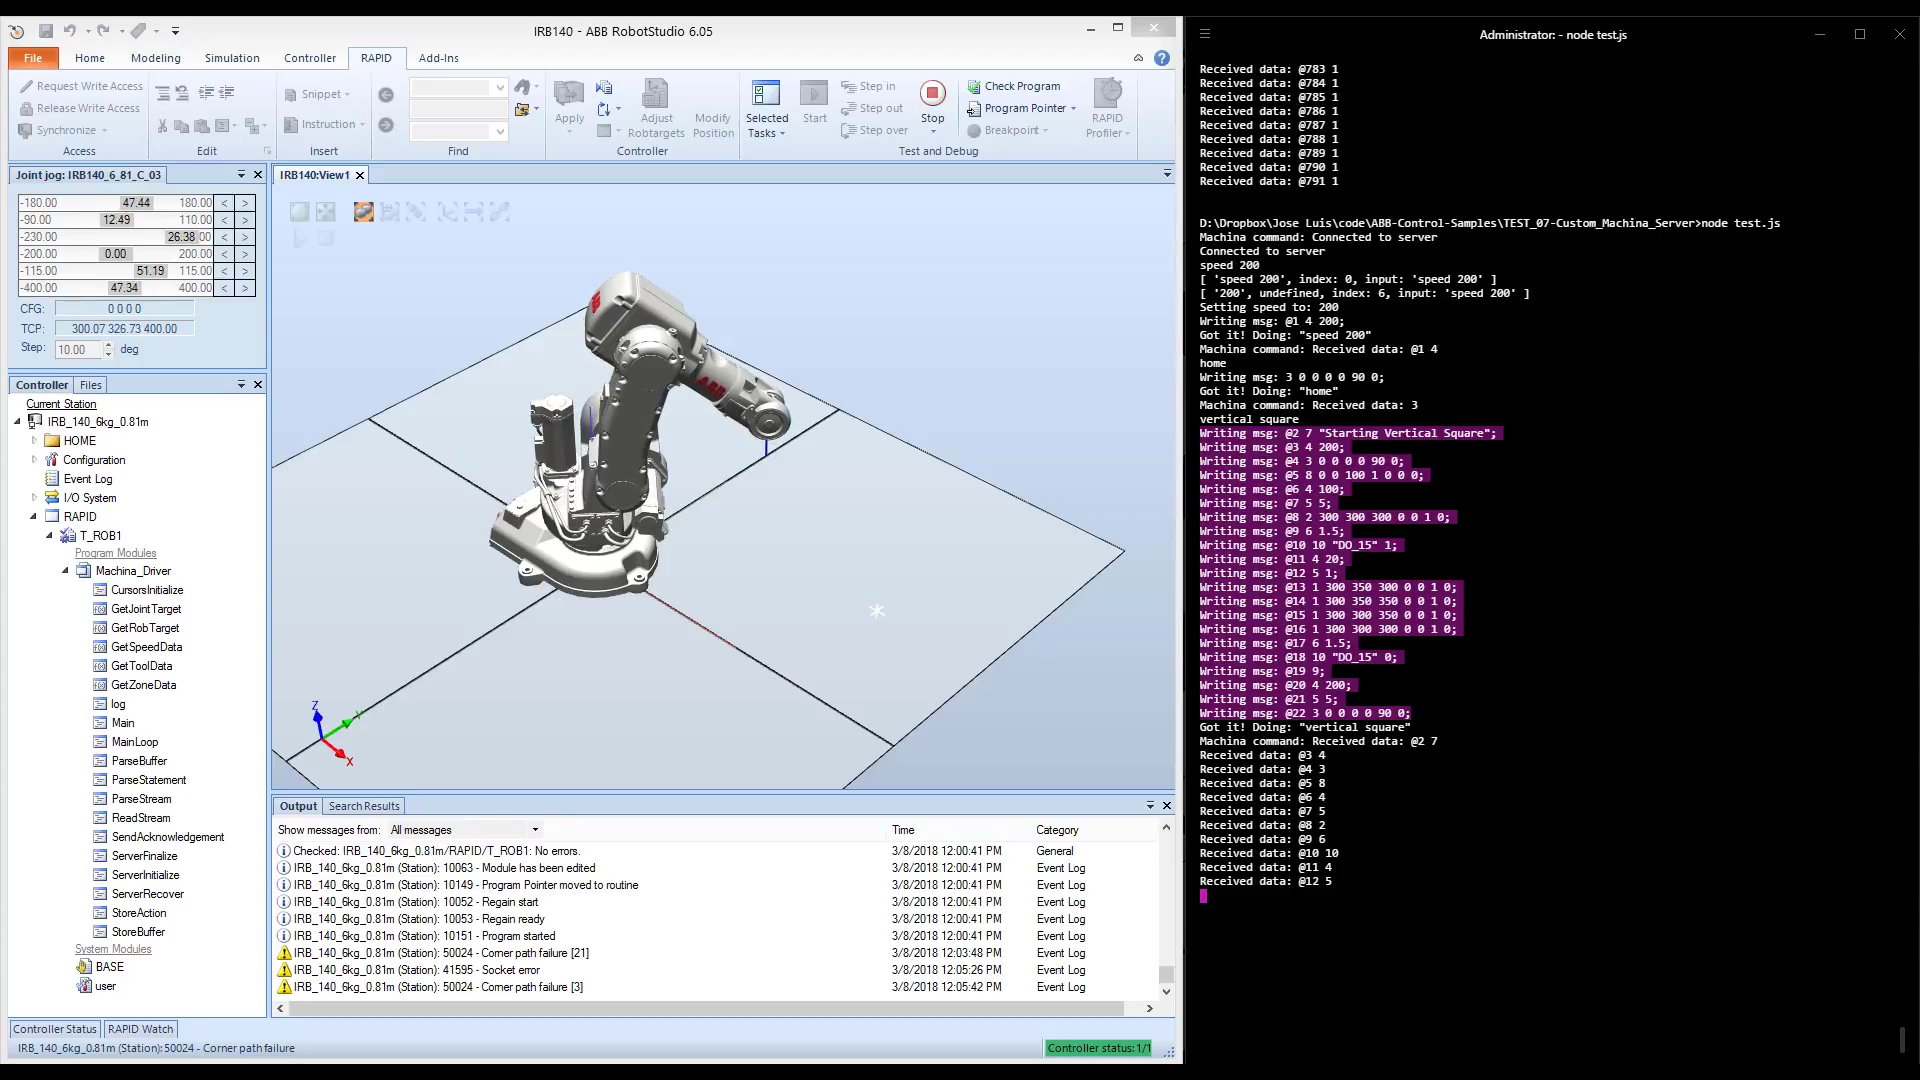 IRB140 - ABB RobotStudio 6.05
File Home Modeling Simulation Controller RAPID Add-Ins
Request Write Access
Release Write Access
Synchronize
Access
Edit
Snippet
Instruction
Insert
Find
Apply
Adjust Robtargets
Modify Position
Controller
Selected Tasks
Start
Step in
Step out
Step over
Stop
Check Program
Program Pointer
Breakpoint
Test and Debug
RAPID Profiler
Joint jog: IRB140_6_81_C_03
-180.00 47.44 180.00 < >
-90.00 12.49 110.00 < >
-230.00 26.38 00 < >
-200.00 0.00 200.00 < >
-115.00 51.19 115.00 < >
-400.00 47.34 400.00 < >
CFG: 0 0 0 0
TCP: 300.07 326.73 400.00
Step: 10.00 deg
Controller Files
Current Station
IRB_140_6kg_0.81m
HOME
Configuration
Event Log
I/O System
RAPID
T_ROB1
Program Modules
Machina_Driver
CursorsInitialize
GetJointTarget
GetRobTarget
GetSpeedData
GetToolData
GetZoneData
log
Main
MainLoop
ParseBuffer
ParseStatement
ParseStream
ReadStream
SendAcknowledgement
ServerFinalize
ServerInitialize
ServerRecover
StoreAction
StoreBuffer
System Modules
BASE
user
Controller Status RAPID Watch
IRB_140_6kg_0.81m (Station): 50024 - Corner path failure
Controller status: 1/1
IRB140:View1
ABB
Z
Y
X
Output Search Results
Show messages from: All messages Time Category
Checked: IRB_140_6kg_0.81m/RAPID/T_ROB1: No errors. 3/8/2018 12:00:41 PM General
IRB_140_6kg_0.81m (Station): 10063 - Module has been edited 3/8/2018 12:00:41 PM Event Log
IRB_140_6kg_0.81m (Station): 10149 - Program Pointer moved to routine 3/8/2018 12:00:41 PM Event Log
IRB_140_6kg_0.81m (Station): 10052 - Regain start 3/8/2018 12:00:41 PM Event Log
IRB_140_6kg_0.81m (Station): 10053 - Regain ready 3/8/2018 12:00:41 PM Event Log
IRB_140_6kg_0.81m (Station): 10151 - Program started 3/8/2018 12:00:41 PM Event Log
IRB_140_6kg_0.81m (Station): 50024 - Corner path failure [21] 3/8/2018 12:03:48 PM Event Log
IRB_140_6kg_0.81m (Station): 41595 - Socket error 3/8/2018 12:05:26 PM Event Log
IRB_140_6kg_0.81m (Station): 50024 - Corner path failure [3] 3/8/2018 12:05:42 PM Event Log
Administrator: - node test.js
Received data: @783 1
Received data: @784 1
Received data: @785 1
Received data: @786 1
Received data: @787 1
Received data: @788 1
Received data: @789 1
Received data: @790 1
Received data: @791 1
D:\Dropbox\Jose Luis\code\ABB-Control-Samples\TEST_07-Custom_Machina_Server>node test.js
Machina command: Connected to server
Connected to server
speed 200
[ 'speed 200', index: 0, input: 'speed 200' ]
[ '200', undefined, index: 6, input: 'speed 200' ]
Setting speed to: 200
Writing msg: @1 4 200;
Got it! Doing: "speed 200"
Machina command: Received data: @1 4
home
Writing msg: 3 0 0 0 0 90 0;
Got it! Doing: "home"
Machina command: Received data: 3
vertical square
Writing msg: @2 7 "Starting Vertical Square";
Writing msg: @3 4 200;
Writing msg: @4 3 0 0 0 0 90 0;
Writing msg: @5 8 0 0 100 1 0 0 0;
Writing msg: @6 4 100;
Writing msg: @7 5 5;
Writing msg: @8 2 300 300 300 0 0 1 0;
Writing msg: @9 6 1.5;
Writing msg: @10 10 "DO_15" 1;
Writing msg: @11 4 20;
Writing msg: @12 5 1;
Writing msg: @13 1 300 350 300 0 0 1 0;
Writing msg: @14 1 300 350 350 0 0 1 0;
Writing msg: @15 1 300 300 350 0 0 1 0;
Writing msg: @16 1 300 300 300 0 0 1 0;
Writing msg: @17 6 1.5;
Writing msg: @18 10 "DO_15" 0;
Writing msg: @19 9;
Writing msg: @20 4 200;
Writing msg: @21 5 5;
Writing msg: @22 3 0 0 0 0 90 0;
Got it! Doing: "vertical square"
Machina command: Received data: @2 7
Received data: @3 4
Received data: @4 3
Received data: @5 8
Received data: @6 4
Received data: @7 5
Received data: @8 2
Received data: @9 6
Received data: @10 10
Received data: @11 4
Received data: @12 5